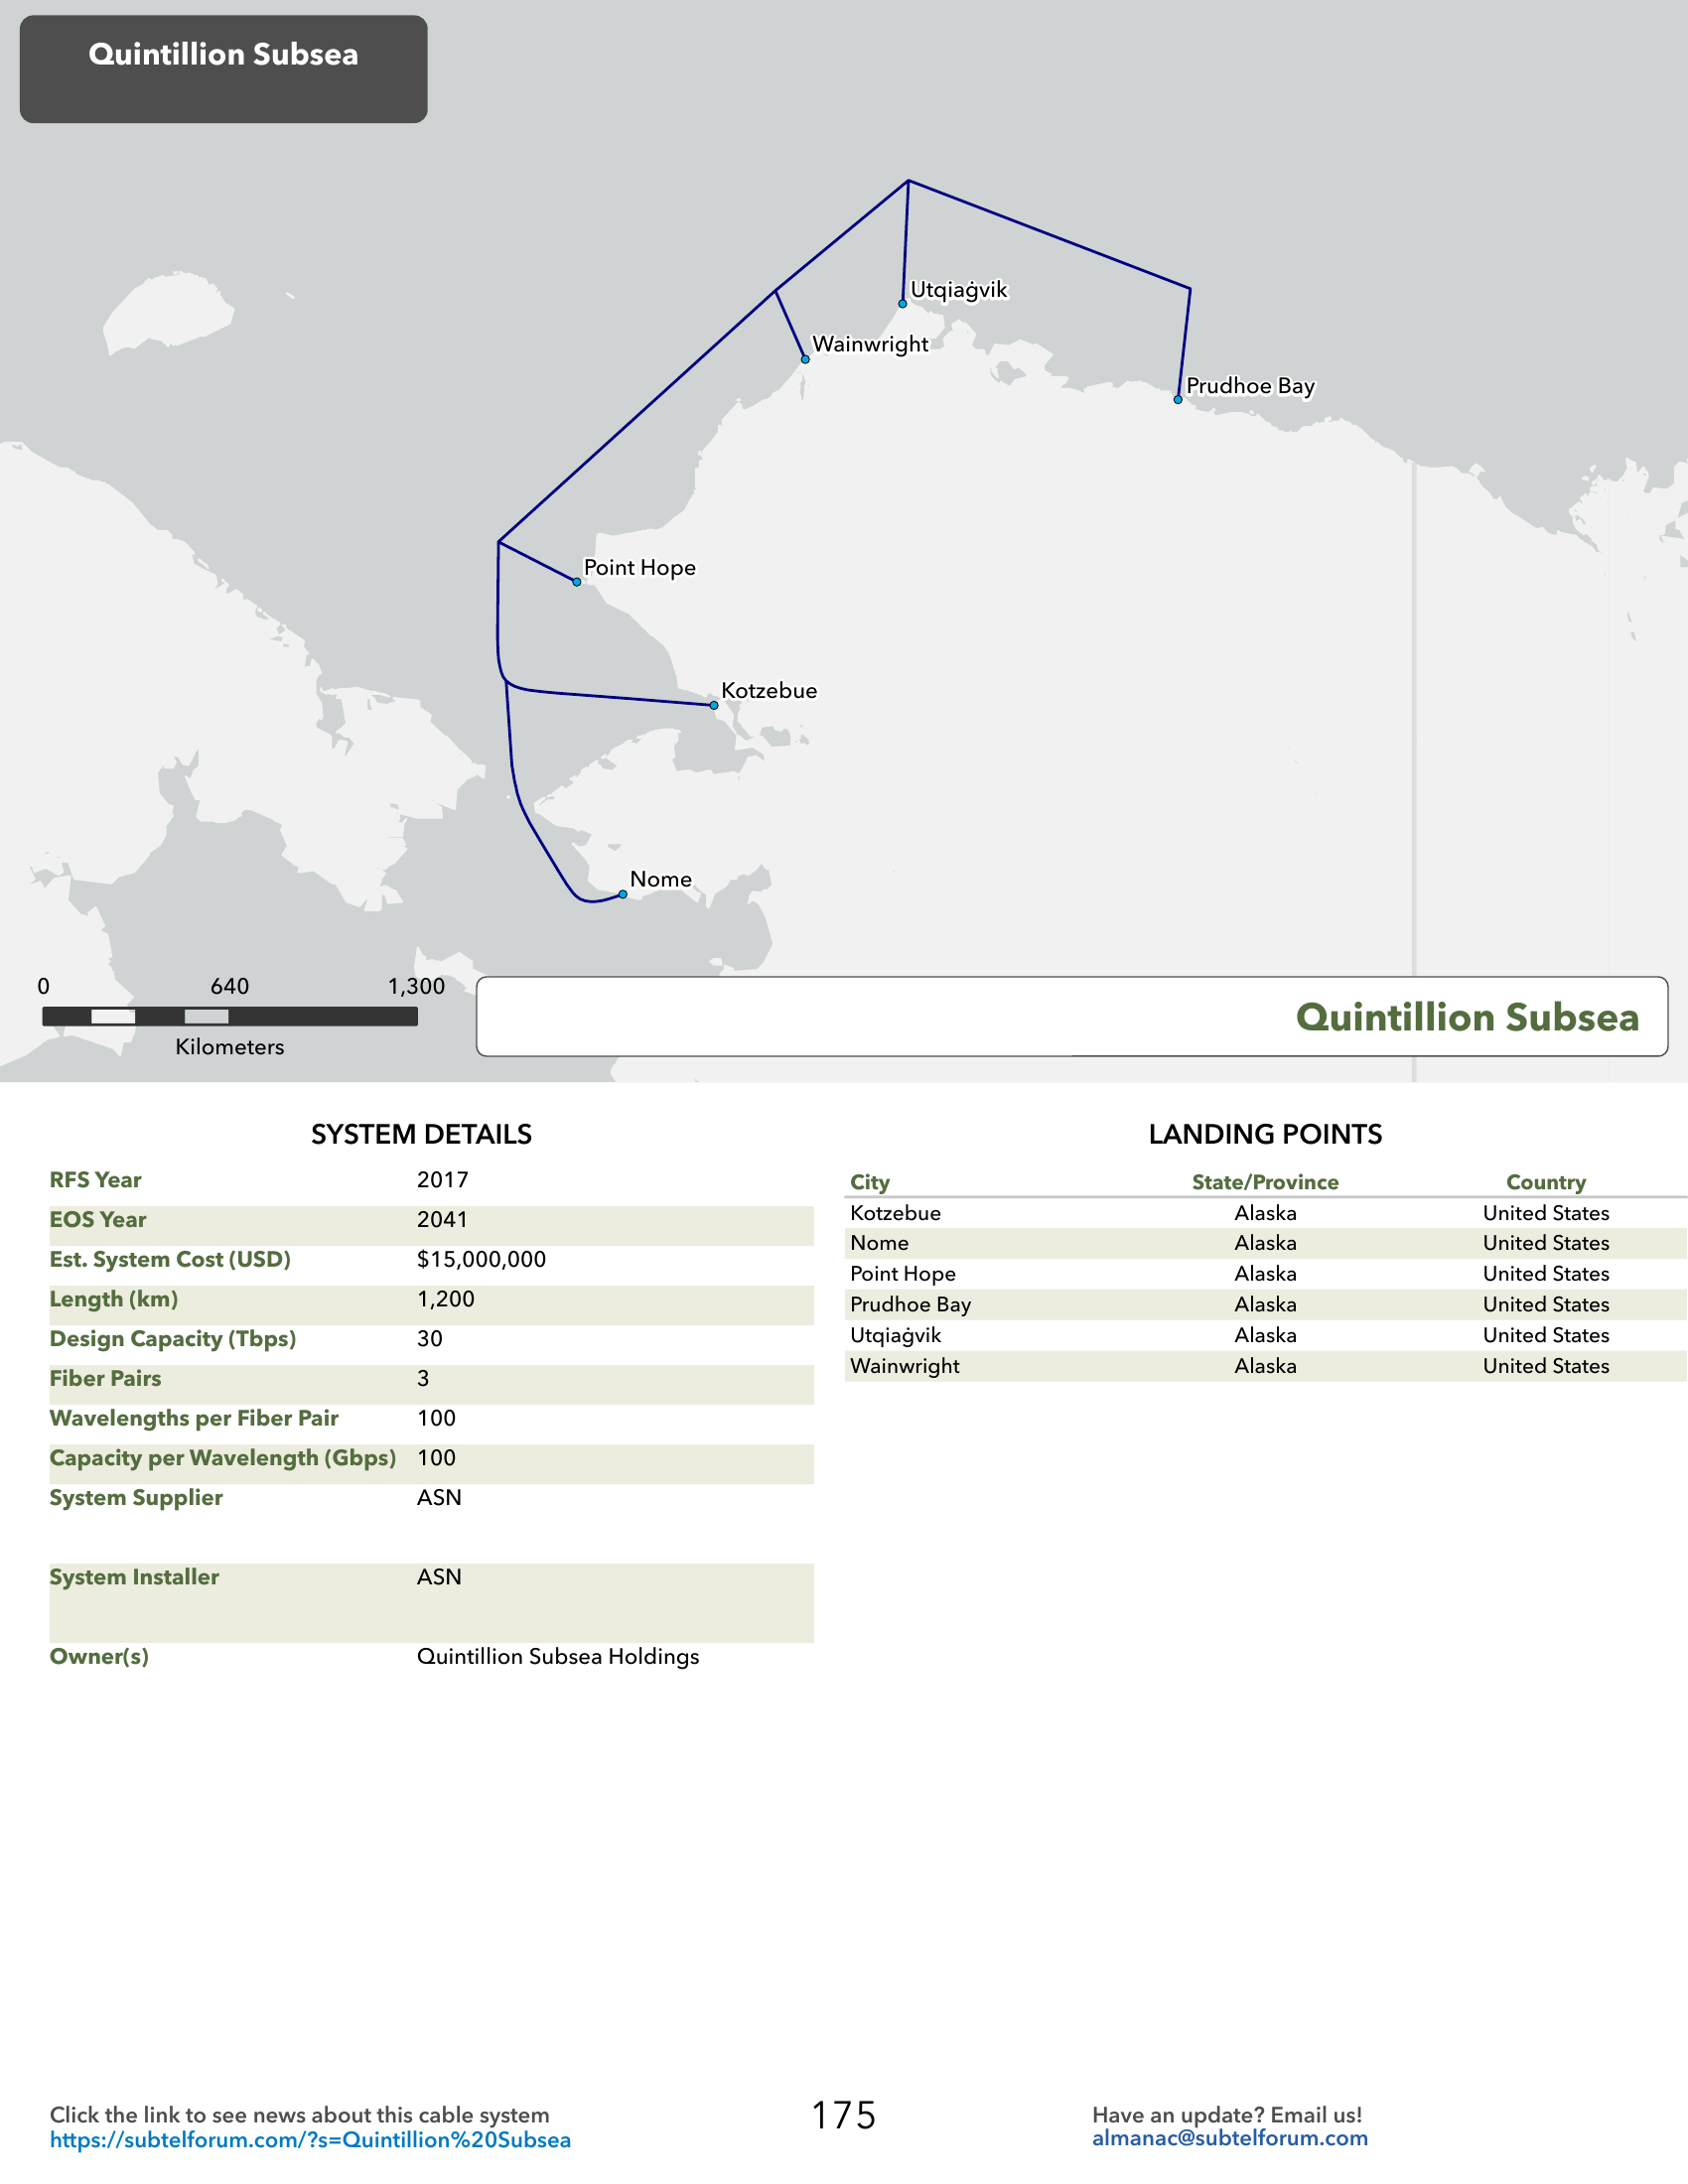 Quintillion Subsea
Utqiaġvik
Wainwright
Prudhoe Bay
Point Hope
Kotzebue
Nome
0 640 1,300
Kilometers
Quintillion Subsea
SYSTEM DETAILS
RFS Year 2017
EOS Year 2041
Est. System Cost (USD) $15,000,000
Length (km) 1,200
Design Capacity (Tbps) 30
Fiber Pairs 3
Wavelengths per Fiber Pair 100
Capacity per Wavelength (Gbps) 100
System Supplier ASN
System Installer ASN
Owner(s) Quintillion Subsea Holdings
LANDING POINTS
City State/Province Country
Kotzebue Alaska United States
Nome Alaska United States
Point Hope Alaska United States
Prudhoe Bay Alaska United States
Utqiaġvik Alaska United States
Wainwright Alaska United States
Click the link to see news about this cable system
https://subtelforum.com/?s=Quintillion%20Subsea
175
Have an update? Email us!
almanac@subtelforum.com